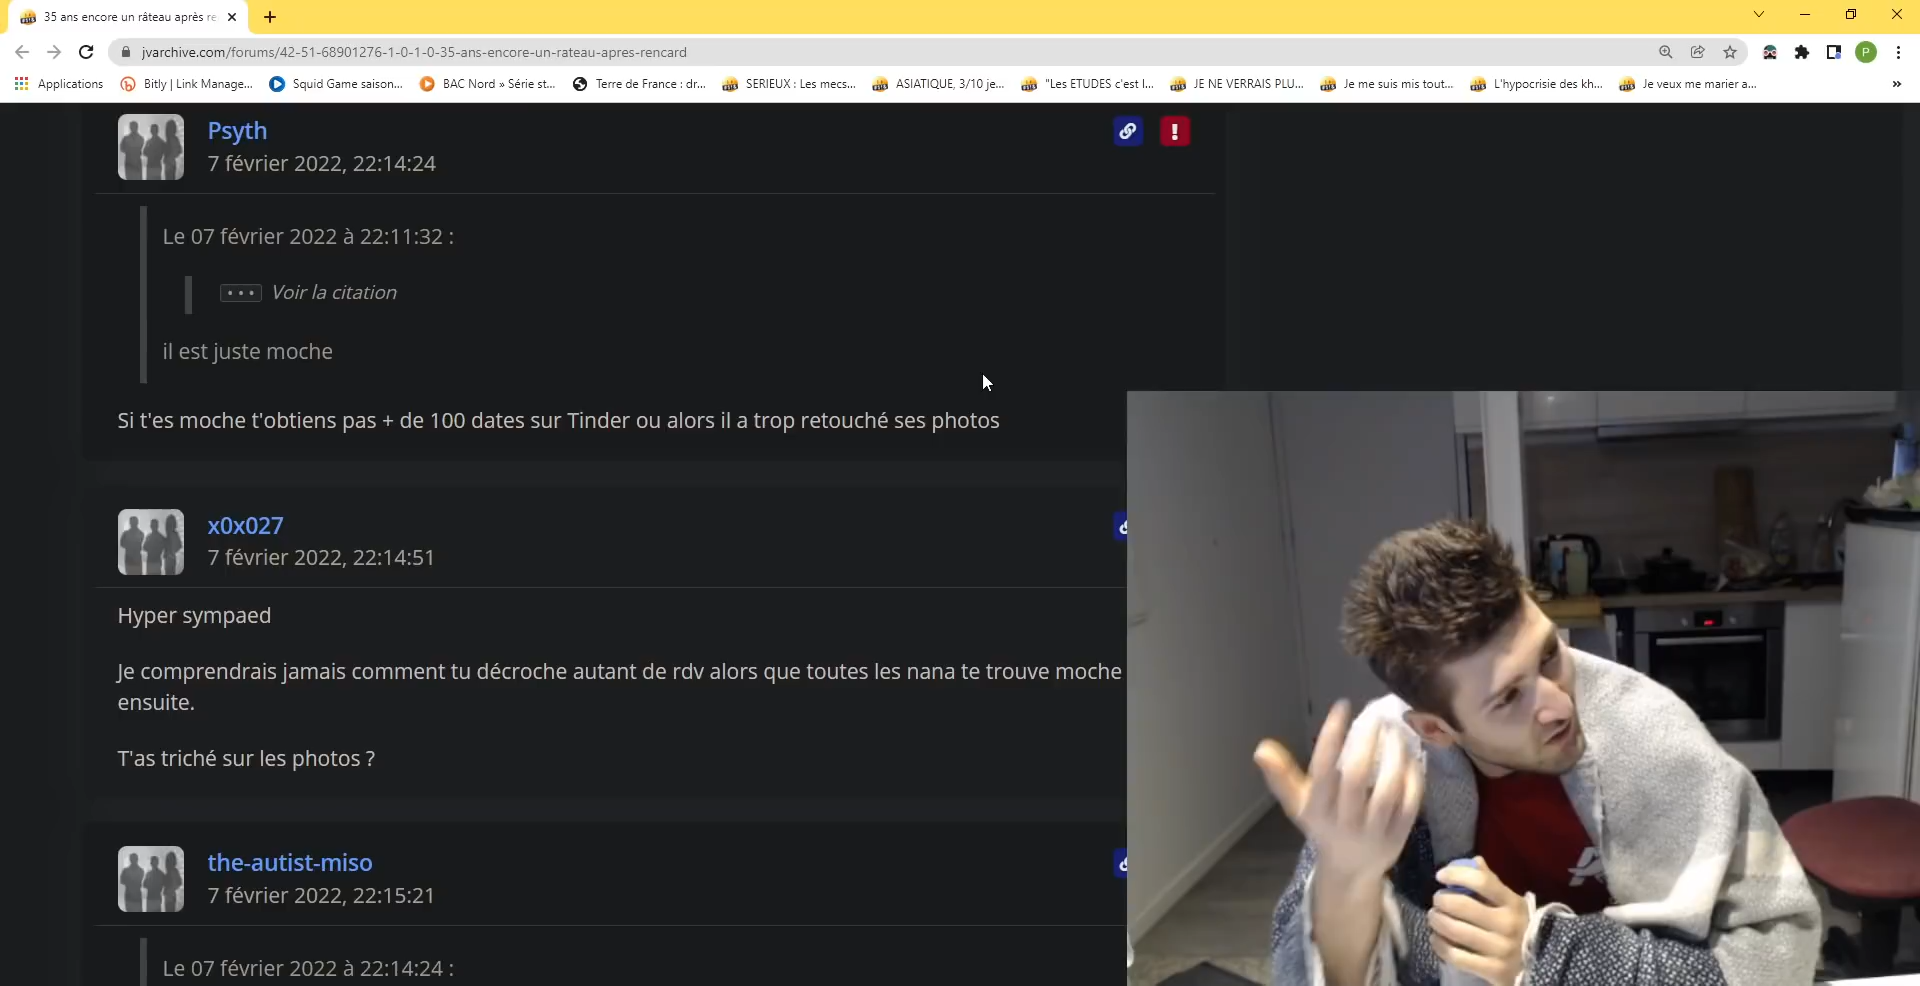 35 ans encore un râteau après re
jvarchive.com/forums/42-51-68901276-1-0-1-0-35-ans-encore-un-rateau-apres-rencard
P
Applications
Bitly | Link Manage...
Squid Game saison...
BAC Nord » Série st...
Terre de France : dr...
SERIEUX : Les mecs...
ASIATIQUE, 3/10 je...
"Les ETUDES c'est l...
JE NE VERRAIS PLU...
Je me suis mis tout...
L'hypocrisie des kh...
Je veux me marier a...
»
Psyth
7 février 2022, 22:14:24
Le 07 février 2022 à 22:11:32 :
Voir la citation
il est juste moche
Si t'es moche t'obtiens pas + de 100 dates sur Tinder ou alors il a trop retouché ses photos
x0x027
7 février 2022, 22:14:51
Hyper sympaed
Je comprendrais jamais comment tu décroche autant de rdv alors que toutes les nana te trouve moche
ensuite.
T'as triché sur les photos ?
the-autist-miso
7 février 2022, 22:15:21
Le 07 février 2022 à 22:14:24 :